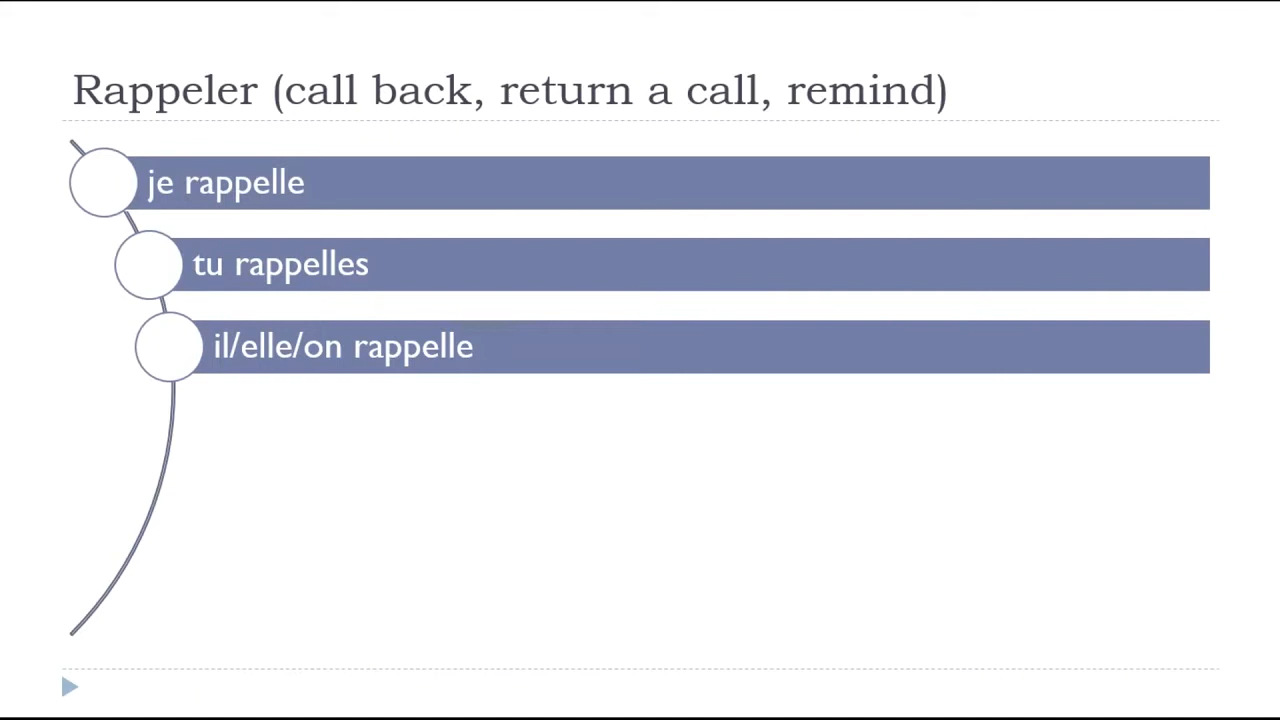 Rappeler (call back, return a call, remind)
je rappelle
tu rappelles
il/elle/on rappelle